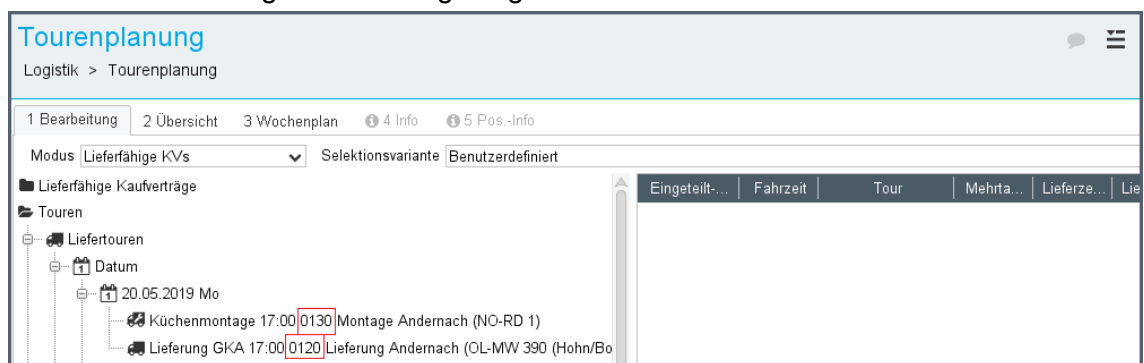 Tourenplanung
Logistik > Tourenplanung
1 Bearbeitung 2 Übersicht 3 Wochenplan 4 Info 5 Pos.-Info
Modus Lieferfähige KVs Selektionsvariante Benutzerdefiniert
Lieferfähige Kaufverträge
Eingeteilt-... Fahrzeit Tour Mehrta... Lieferze... Lie
Touren
Liefertouren
Datum
20.05.2019 Mo
Küchenmontage 17:00 0130 Montage Andernach (NO-RD 1)
Lieferung GKA 17:00 0120 Lieferung Andernach (OL-MW 390 (Hohn/Bo